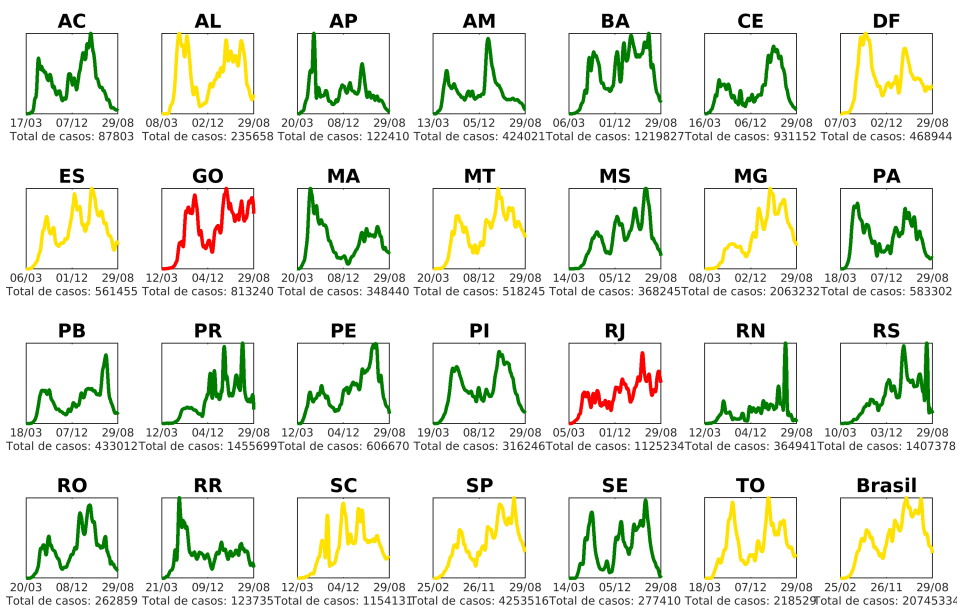 AC AL AP AM BA CE DF
17/03 07/12 29/08 08/03 02/12 29/08 20/03 08/12 29/08 13/03 05/12 29/08 06/03 01/12 29/08 16/03 06/12 29/08 07/03 02/12 29/08
Total de casos: 87803 Total de casos: 235658 Total de casos: 122410 Total de casos: 424021 Total de casos: 1219827 Total de casos: 931152 Total de casos: 468944
ES GO MA MT MS MG PA
06/03 01/12 29/08 12/03 04/12 29/08 20/03 08/12 29/08 20/03 08/12 29/08 14/03 05/12 29/08 08/03 02/12 29/08 18/03 07/12 29/08
Total de casos: 561455 Total de casos: 813240 Total de casos: 348440 Total de casos: 518245 Total de casos: 368245 Total de casos: 2063232 Total de casos: 583302
PB PR PE PI RJ RN RS
18/03 07/12 29/08 12/03 04/12 29/08 12/03 04/12 29/08 19/03 08/12 29/08 05/03 01/12 29/08 12/03 04/12 29/08 10/03 03/12 29/08
Total de casos: 433012 Total de casos: 1455699 Total de casos: 606670 Total de casos: 316246 Total de casos: 1125234 Total de casos: 364941 Total de casos: 1407378
RO RR SC SP SE TO Brasil
20/03 08/12 29/08 21/03 09/12 29/08 12/03 04/12 29/08 25/02 26/11 29/08 14/03 05/12 29/08 18/03 07/12 29/08 25/02 26/11 29/08
Total de casos: 262859 Total de casos: 123735 Total de casos: 1154131 Total de casos: 4253516 Total de casos: 277410 Total de casos: 218529 Total de casos: 20745334